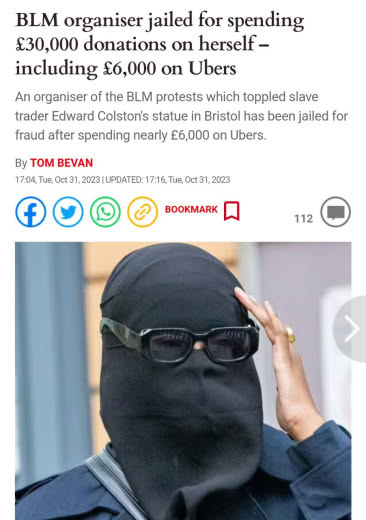 BLM organiser jailed for spending
£30,000 donations on herself –
including £6,000 on Ubers
An organiser of the BLM protests which toppled slave
trader Edward Colston's statue in Bristol has been jailed for
fraud after spending nearly £6,000 on Ubers.
By TOM BEVAN
17:04, Tue, Oct 31, 2023 | UPDATED: 17:16, Tue, Oct 31, 2023
BOOKMARK
112